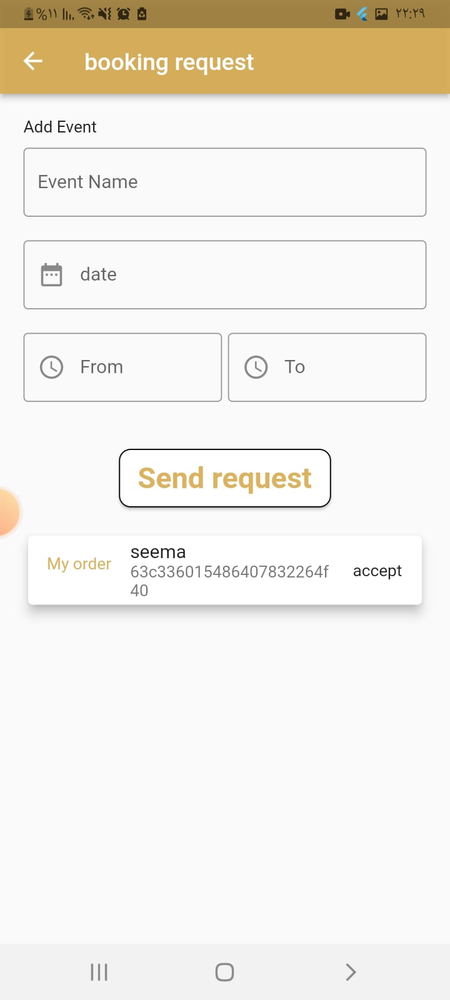 %١١ ٢٢:٢٩
booking request
Add Event
Event Name
date
From To
Send request
My order seema accept
63c336015486407832264f
40